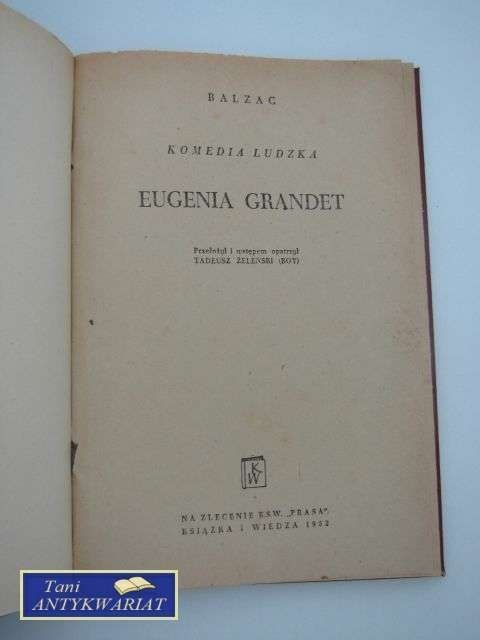 BALZAC
KOMEDIA LUDZKA
EUGENIA GRANDET
Przełożył i wstępem opatrzył
TADEUSZ ŻELEŃSKI (BOY)
KW
NA ZLECENIE R.S.W. „PRASA".
KSIĄŻKA I WIEDZA 1952
Tani
ANTYKWARIAT